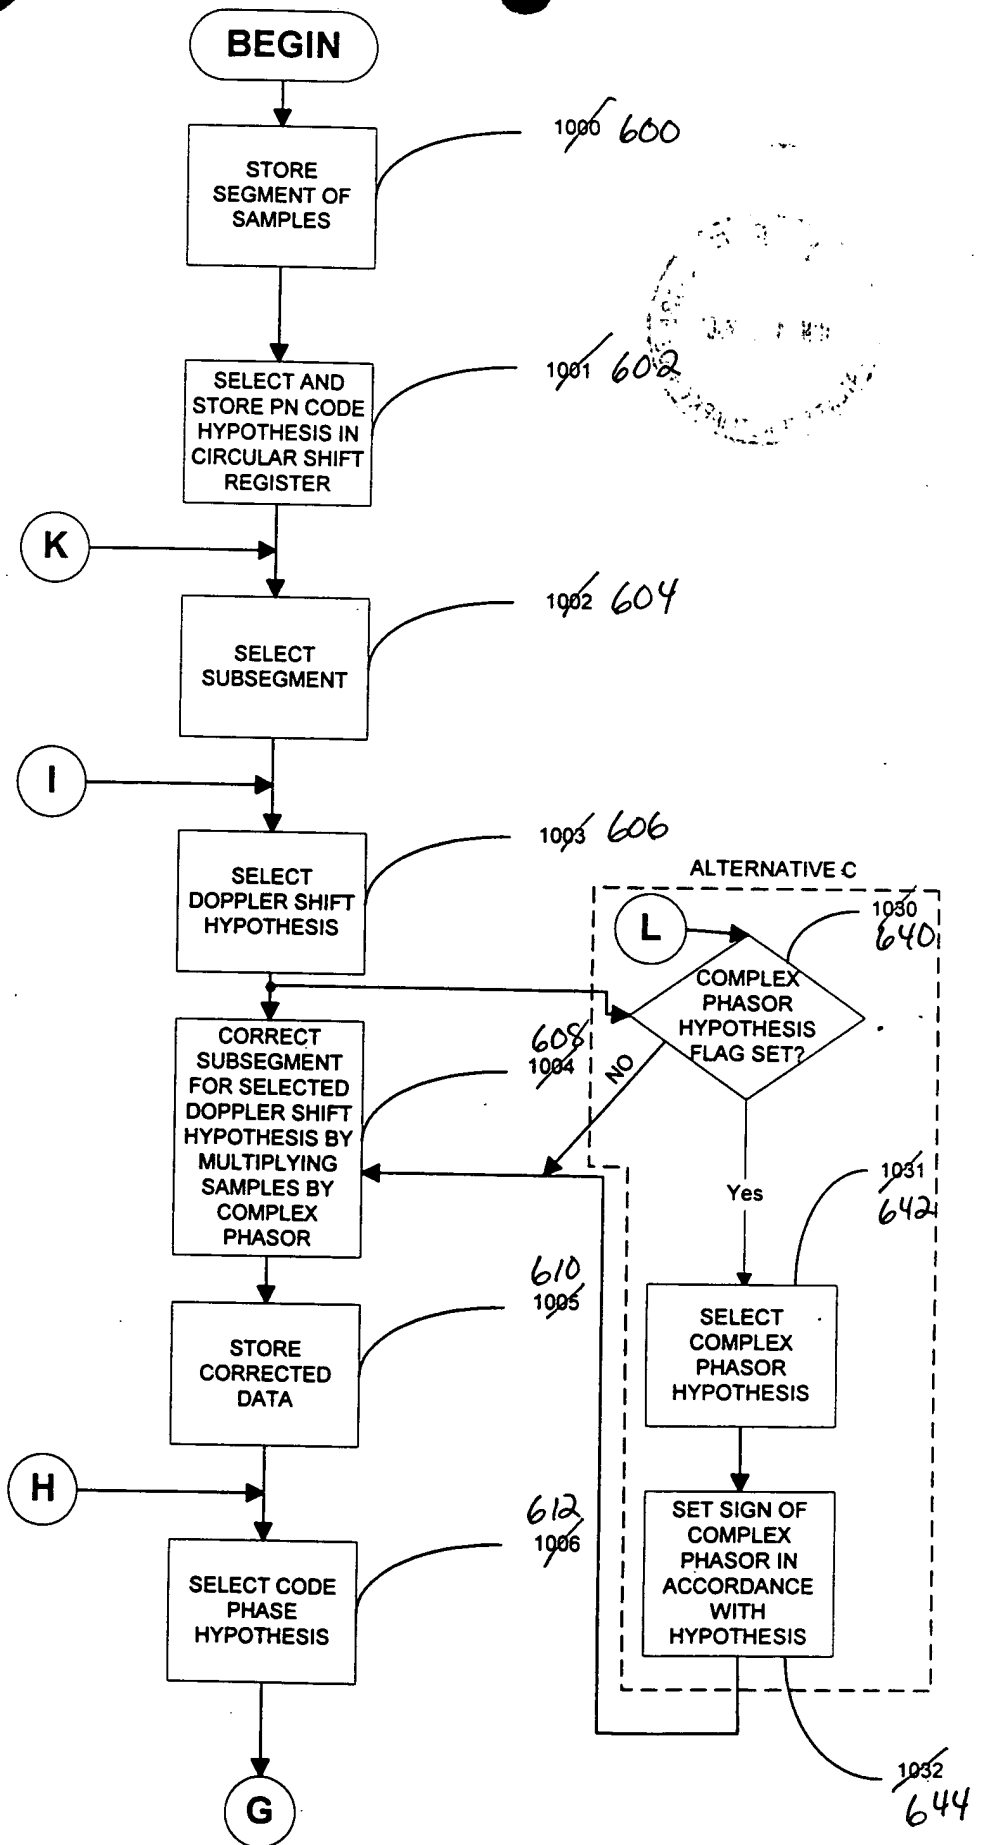 BEGIN
STORE
SEGMENT OF
SAMPLES
1000 600
SELECT AND
STORE PN CODE
HYPOTHESIS IN
CIRCULAR SHIFT
REGISTER
1001 602
K
SELECT
SUBSEGMENT
1002 604
I
SELECT
DOPPLER SHIFT
HYPOTHESIS
1003 606
ALTERNATIVE C
L
1030
640
COMPLEX
PHASOR
HYPOTHESIS
FLAG SET?
NO
CORRECT
SUBSEGMENT
FOR SELECTED
DOPPLER SHIFT
HYPOTHESIS BY
MULTIPLYING
SAMPLES BY
COMPLEX
PHASOR
608
1004
Yes
1031
642
STORE
CORRECTED
DATA
610
1005
SELECT
COMPLEX
PHASOR
HYPOTHESIS
H
SELECT CODE
PHASE
HYPOTHESIS
612
1006
SET SIGN OF
COMPLEX
PHASOR IN
ACCORDANCE
WITH
HYPOTHESIS
1032
644
G